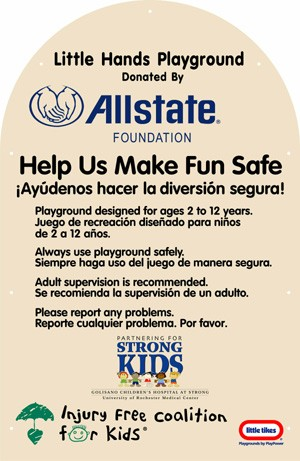 Little Hands Playground
Donated By
Allstate®
FOUNDATION
Help Us Make Fun Safe
¡Ayúdenos hacer la diversión segura!
Playground designed for ages 2 to 12 years.
Juego de recreación diseñado para niños
de 2 a 12 años.
Always use playground safely.
Siempre haga uso del juego de manera segura.
Adult supervision is recommended.
Se recomienda la supervisión de un adulto.
Please report any problems.
Reporte cualquier problema. Por favor.
PARTNERING FOR
STRONG
KIDS
GOLISANO CHILDREN'S HOSPITAL AT STRONG
University of Rochester Medical Center
Injury Free Coalition
for Kids®
little tikes
Playgrounds by PlayPower